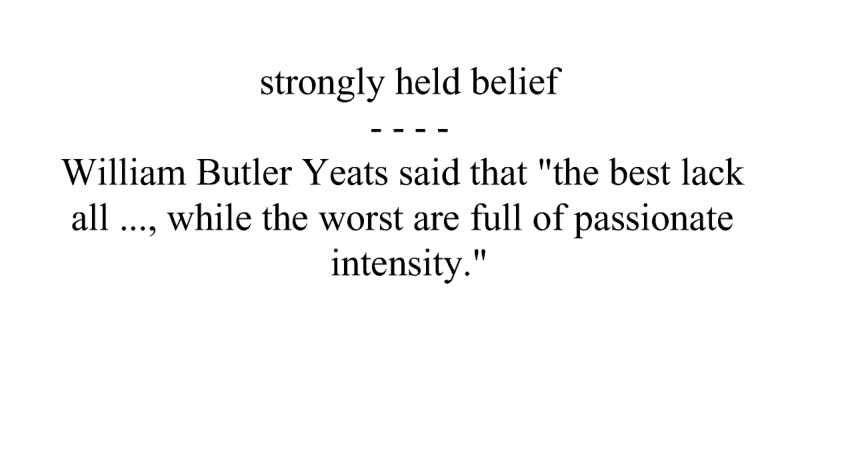 strongly held belief
- - - -
William Butler Yeats said that "the best lack
all ..., while the worst are full of passionate
intensity."